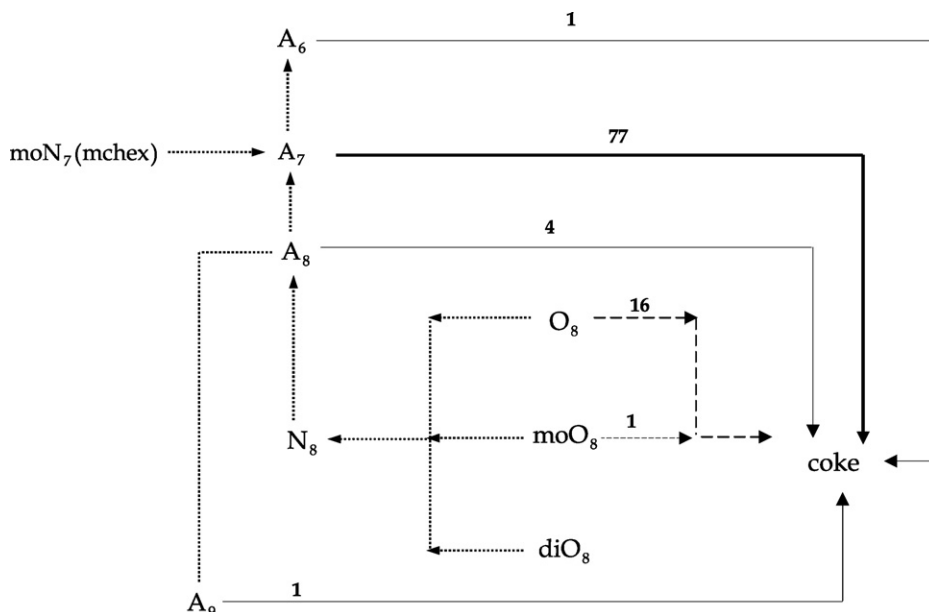 1
A₆
77
moN₇(mchex) A₇
4
A₈
16
O₈
1
N₈ moO₈
coke
diO₈
1
A₉